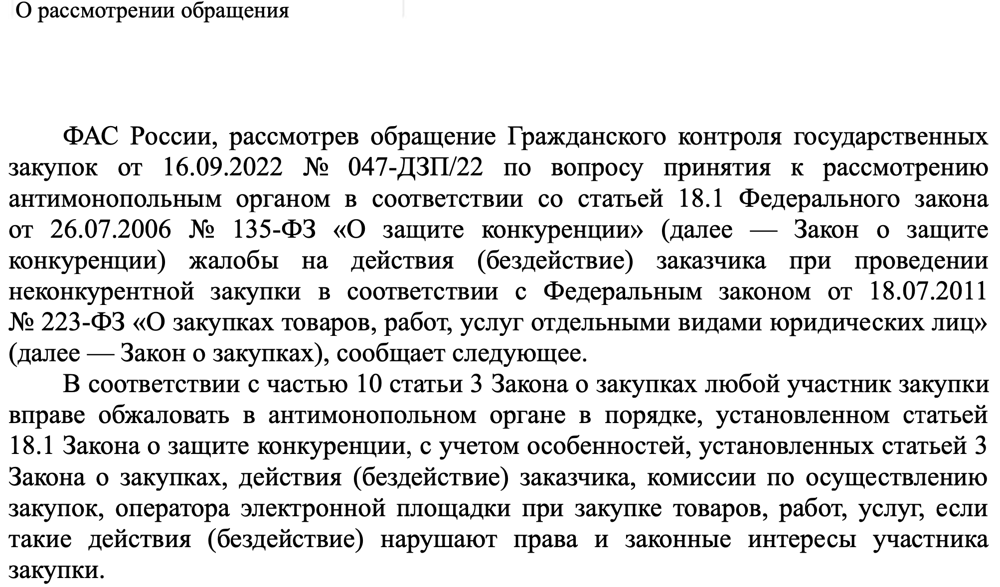 О рассмотрении обращения
ФАС России, рассмотрев обращение Гражданского контроля государственных
закупок от 16.09.2022 № 047-ДЗП/22 по вопросу принятия к рассмотрению
антимонопольным органом в соответствии со статьей 18.1 Федерального закона
от 26.07.2006 № 135-ФЗ «О защите конкуренции» (далее — Закон о защите
конкуренции) жалобы на действия (бездействие) заказчика при проведении
неконкурентной закупки в соответствии с Федеральным законом от 18.07.2011
№ 223-ФЗ «О закупках товаров, работ, услуг отдельными видами юридических лиц»
(далее — Закон о закупках), сообщает следующее.
В соответствии с частью 10 статьи 3 Закона о закупках любой участник закупки
вправе обжаловать в антимонопольном органе в порядке, установленном статьей
18.1 Закона о защите конкуренции, с учетом особенностей, установленных статьей 3
Закона о закупках, действия (бездействие) заказчика, комиссии по осуществлению
закупок, оператора электронной площадки при закупке товаров, работ, услуг, если
такие действия (бездействие) нарушают права и законные интересы участника
закупки.